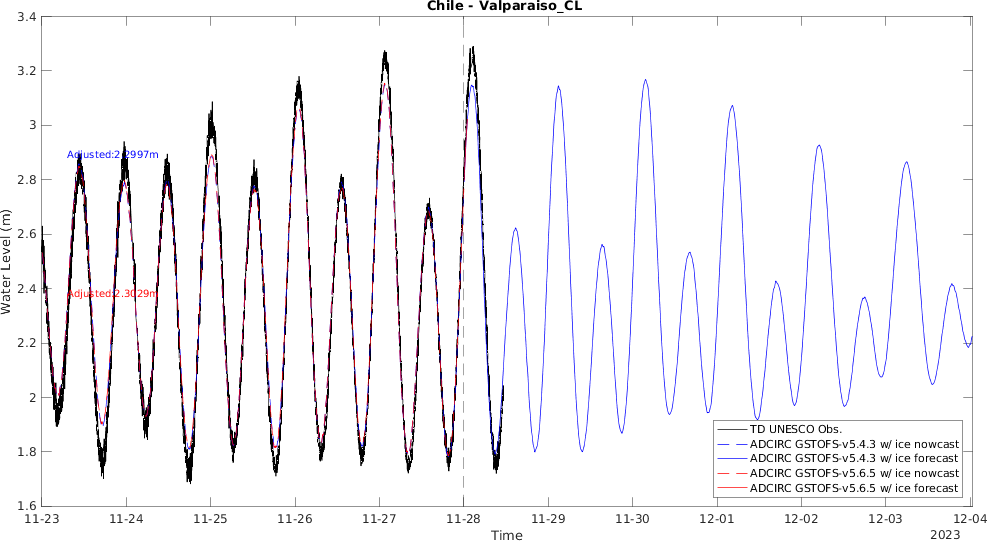 Chile - Valparaiso_CL
3.4
3.2
3
2.8
2.6
2.4
2.2
2
1.8
1.6
Water Level (m)
Adjusted:2.2997m
Adjusted:2.3029m
TD UNESCO Obs.
ADCIRC GSTOFS-v5.4.3 w/ ice nowcast
ADCIRC GSTOFS-v5.4.3 w/ ice forecast
ADCIRC GSTOFS-v5.6.5 w/ ice nowcast
ADCIRC GSTOFS-v5.6.5 w/ ice forecast
11-23 11-24 11-25 11-26 11-27 11-28 11-29 11-30 12-01 12-02 12-03 12-04
Time
2023